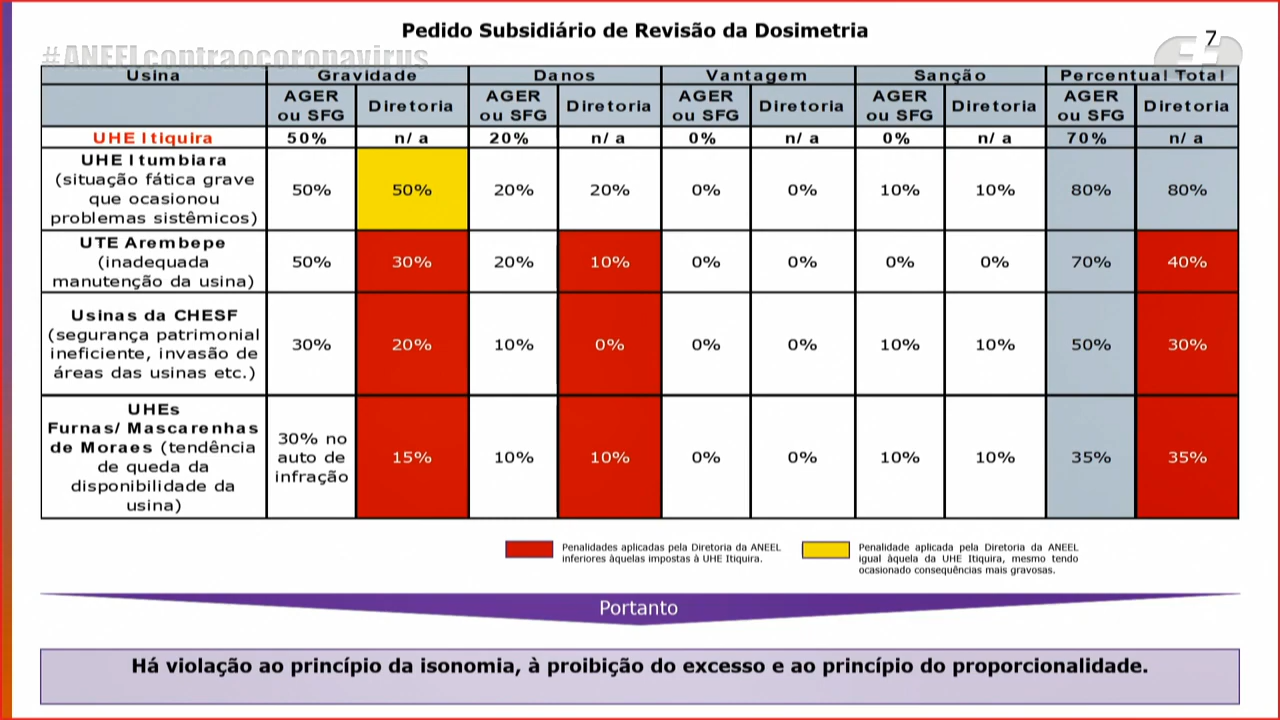 Pedido Subsidiário de Revisão da Dosimetria
7
#ANEELcontraocoronavirus
Usina Gravidade Danos Vantagem Sanção Percentual Total
AGER ou SFG Diretoria AGER ou SFG Diretoria AGER ou SFG Diretoria AGER ou SFG Diretoria AGER ou SFG Diretoria
UHE Itiquira 50% n/a 20% n/a 0% n/a 0% n/a 70% n/a
UHE Itumbiara
(situação fática grave
que ocasionou
problemas sistêmicos)
50% 50% 20% 20% 0% 0% 10% 10% 80% 80%
UTE Arembepe
(inadequada
manutenção da usina)
50% 30% 20% 10% 0% 0% 0% 0% 70% 40%
Usinas da CHESF
(segurança patrimonial
ineficiente, invasão de
áreas das usinas etc.)
30% 20% 10% 0% 0% 0% 10% 10% 50% 30%
UHEs
Furnas/Mascarenhas
de Moraes (tendência
de queda da
disponibilidade da
usina)
30% no
auto de
infração
15% 10% 10% 0% 0% 10% 10% 35% 35%
Penalidades aplicadas pela Diretoria da ANEEL
inferiores àquelas impostas à UHE Itiquira.
Penalidade aplicada pela Diretoria da ANEEL
igual àquela da UHE Itiquira, mesmo tendo
ocasionado consequências mais gravosas.
Portanto
Há violação ao princípio da isonomia, à proibição do excesso e ao princípio do proporcionalidade.